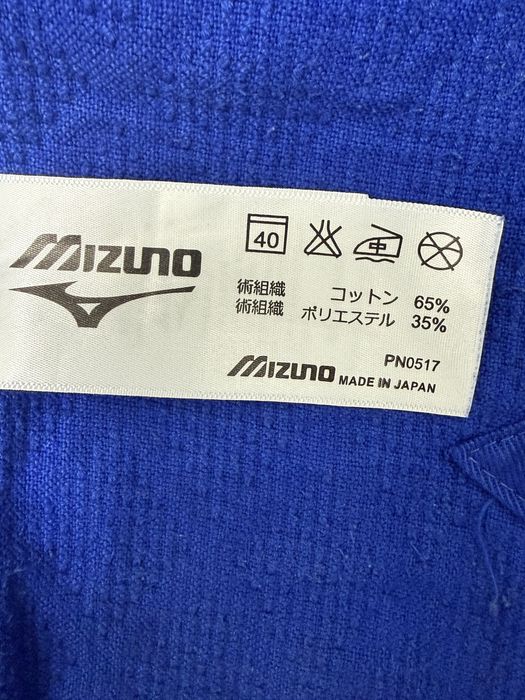 MIZUNO
40
中
術組織 コットン 65%
術組織 ポリエステル 35%
PN0517
MIZUNO MADE IN JAPAN